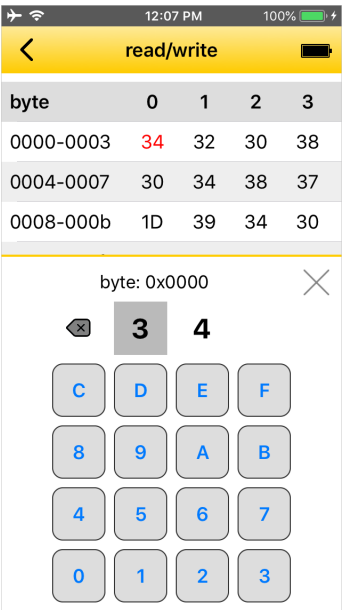 12:07 PM 100%
read/write
byte 0 1 2 3
0000-0003 34 32 30 38
0004-0007 30 34 38 37
0008-000b 1D 39 34 30
byte: 0x0000
3 4
C D E F
8 9 A B
4 5 6 7
0 1 2 3